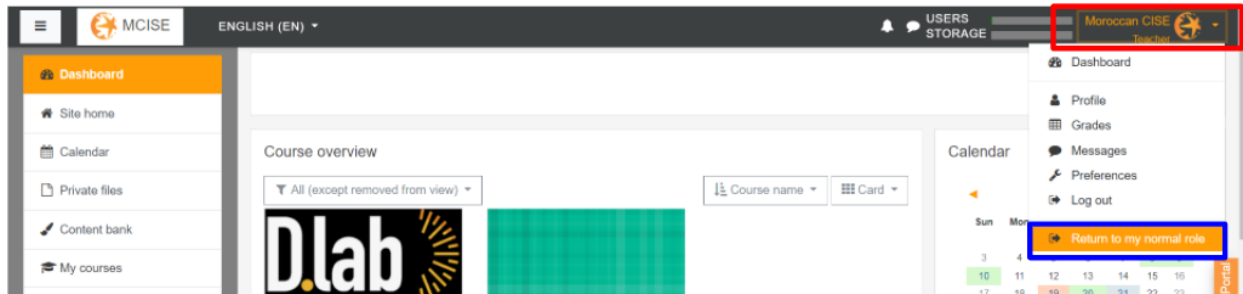 MCISE
ENGLISH (EN)
USERS
STORAGE
Moroccan CISE
Teacher
Dashboard
Site home
Calendar
Private files
Content bank
My courses
Course overview
All (except removed from view)
Course name
Card
D.lab
Calendar
Sun Mon
3 4
10 11 12 13 14 15 16
17 18 19 20 21 22 23
Dashboard
Profile
Grades
Messages
Preferences
Log out
Return to my normal role
Portal